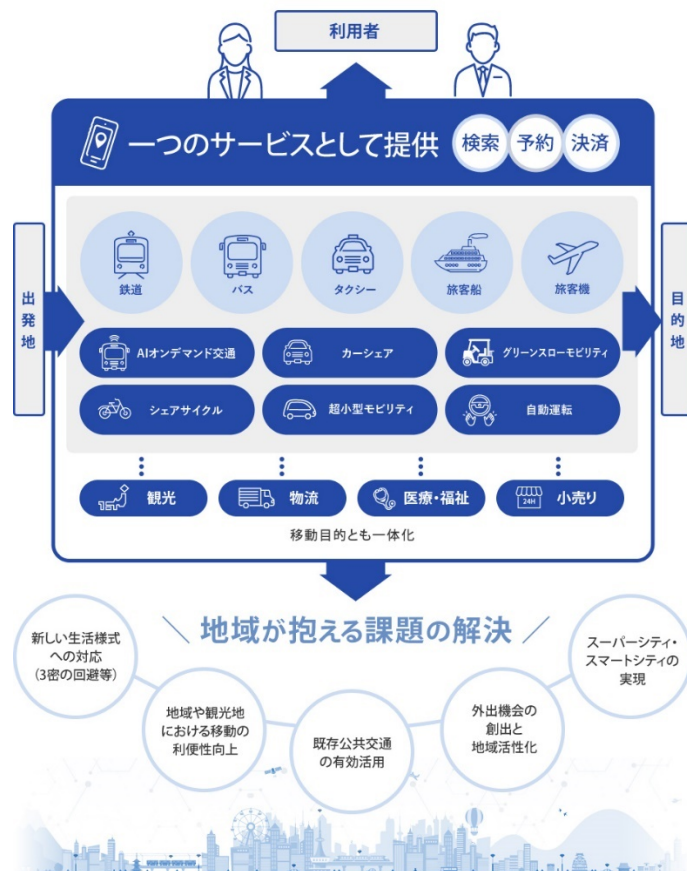 利用者
一つのサービスとして提供
検索
予約
決済
出発地
目的地
鉄道
バス
タクシー
旅客船
旅客機
AIオンデマンド交通
カーシェア
グリーンスローモビリティ
シェアサイクル
超小型モビリティ
自動運転
観光
物流
医療・福祉
24H
小売り
移動目的とも一体化
地域が抱える課題の解決
新しい生活様式
への対応
(3密の回避等)
地域や観光地
における移動の
利便性向上
既存公共交通
の有効活用
外出機会の
創出と
地域活性化
スーパーシティ・
スマートシティの
実現